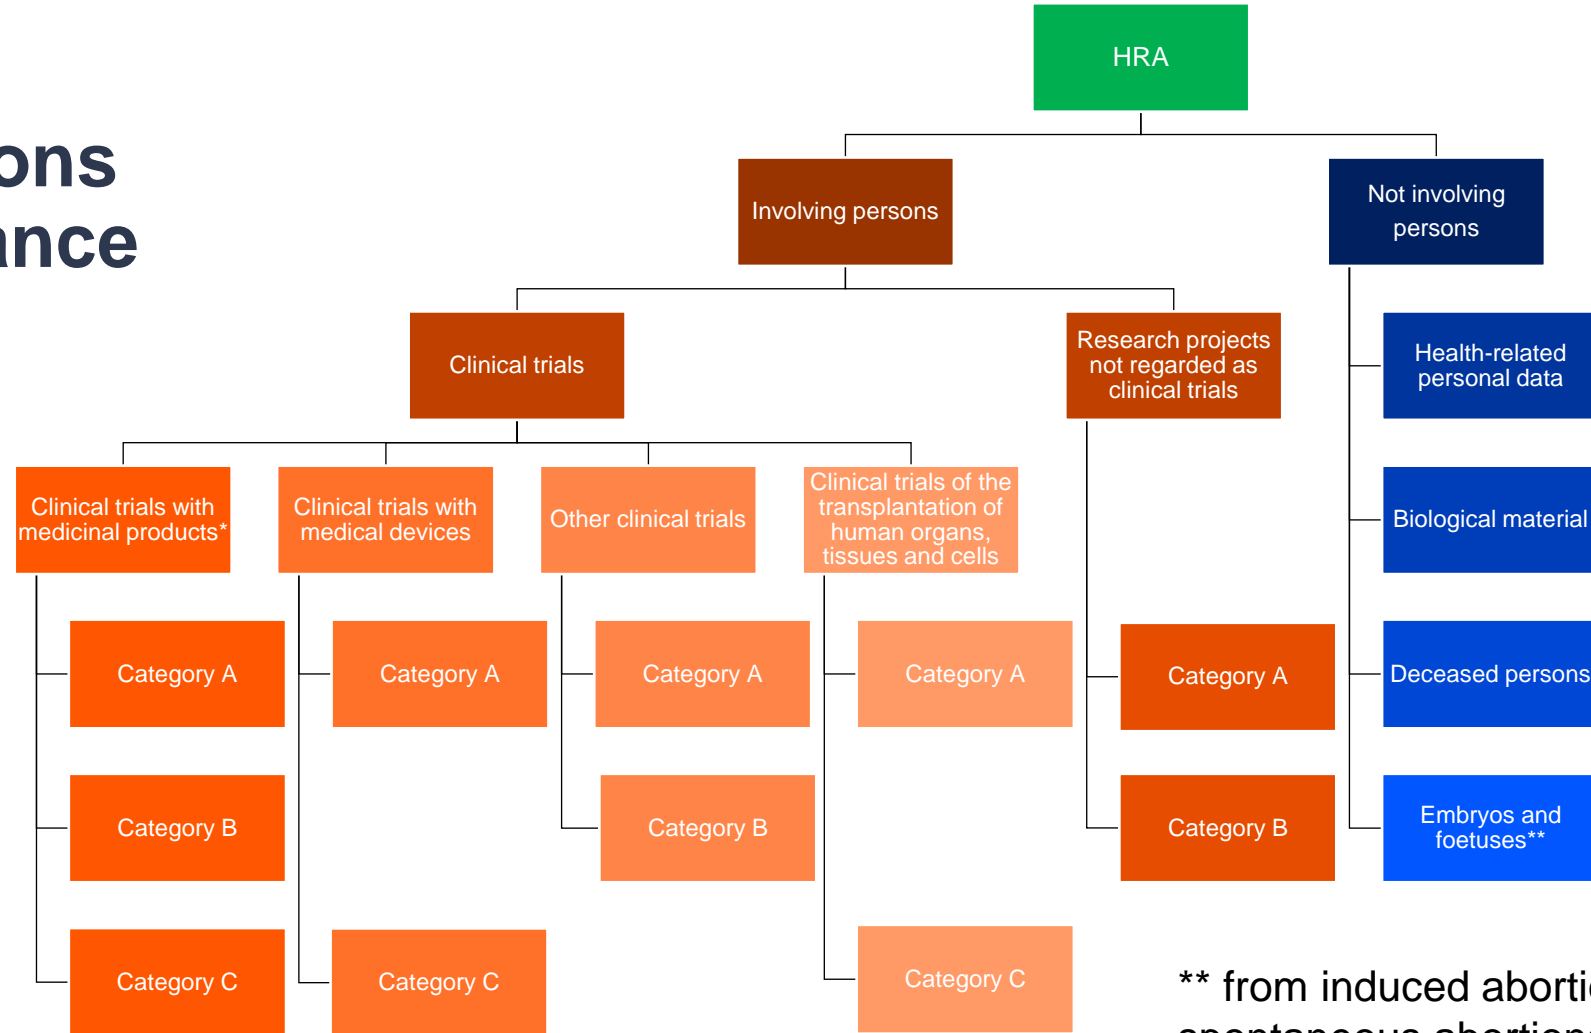 HRA
ons
ance
Involving persons
Not involving
persons
Clinical trials
Research projects
not regarded as
clinical trials
Health-related
personal data
Clinical trials with
medicinal products*
Clinical trials with
medical devices
Other clinical trials
Clinical trials of the
transplantation of
human organs,
tissues and cells
Biological material
Category A
Category A
Category A
Category A
Category A
Deceased persons
Category B
Category B
Category B
Embryos and
foetuses**
Category C
Category C
Category C
** from induced abortio